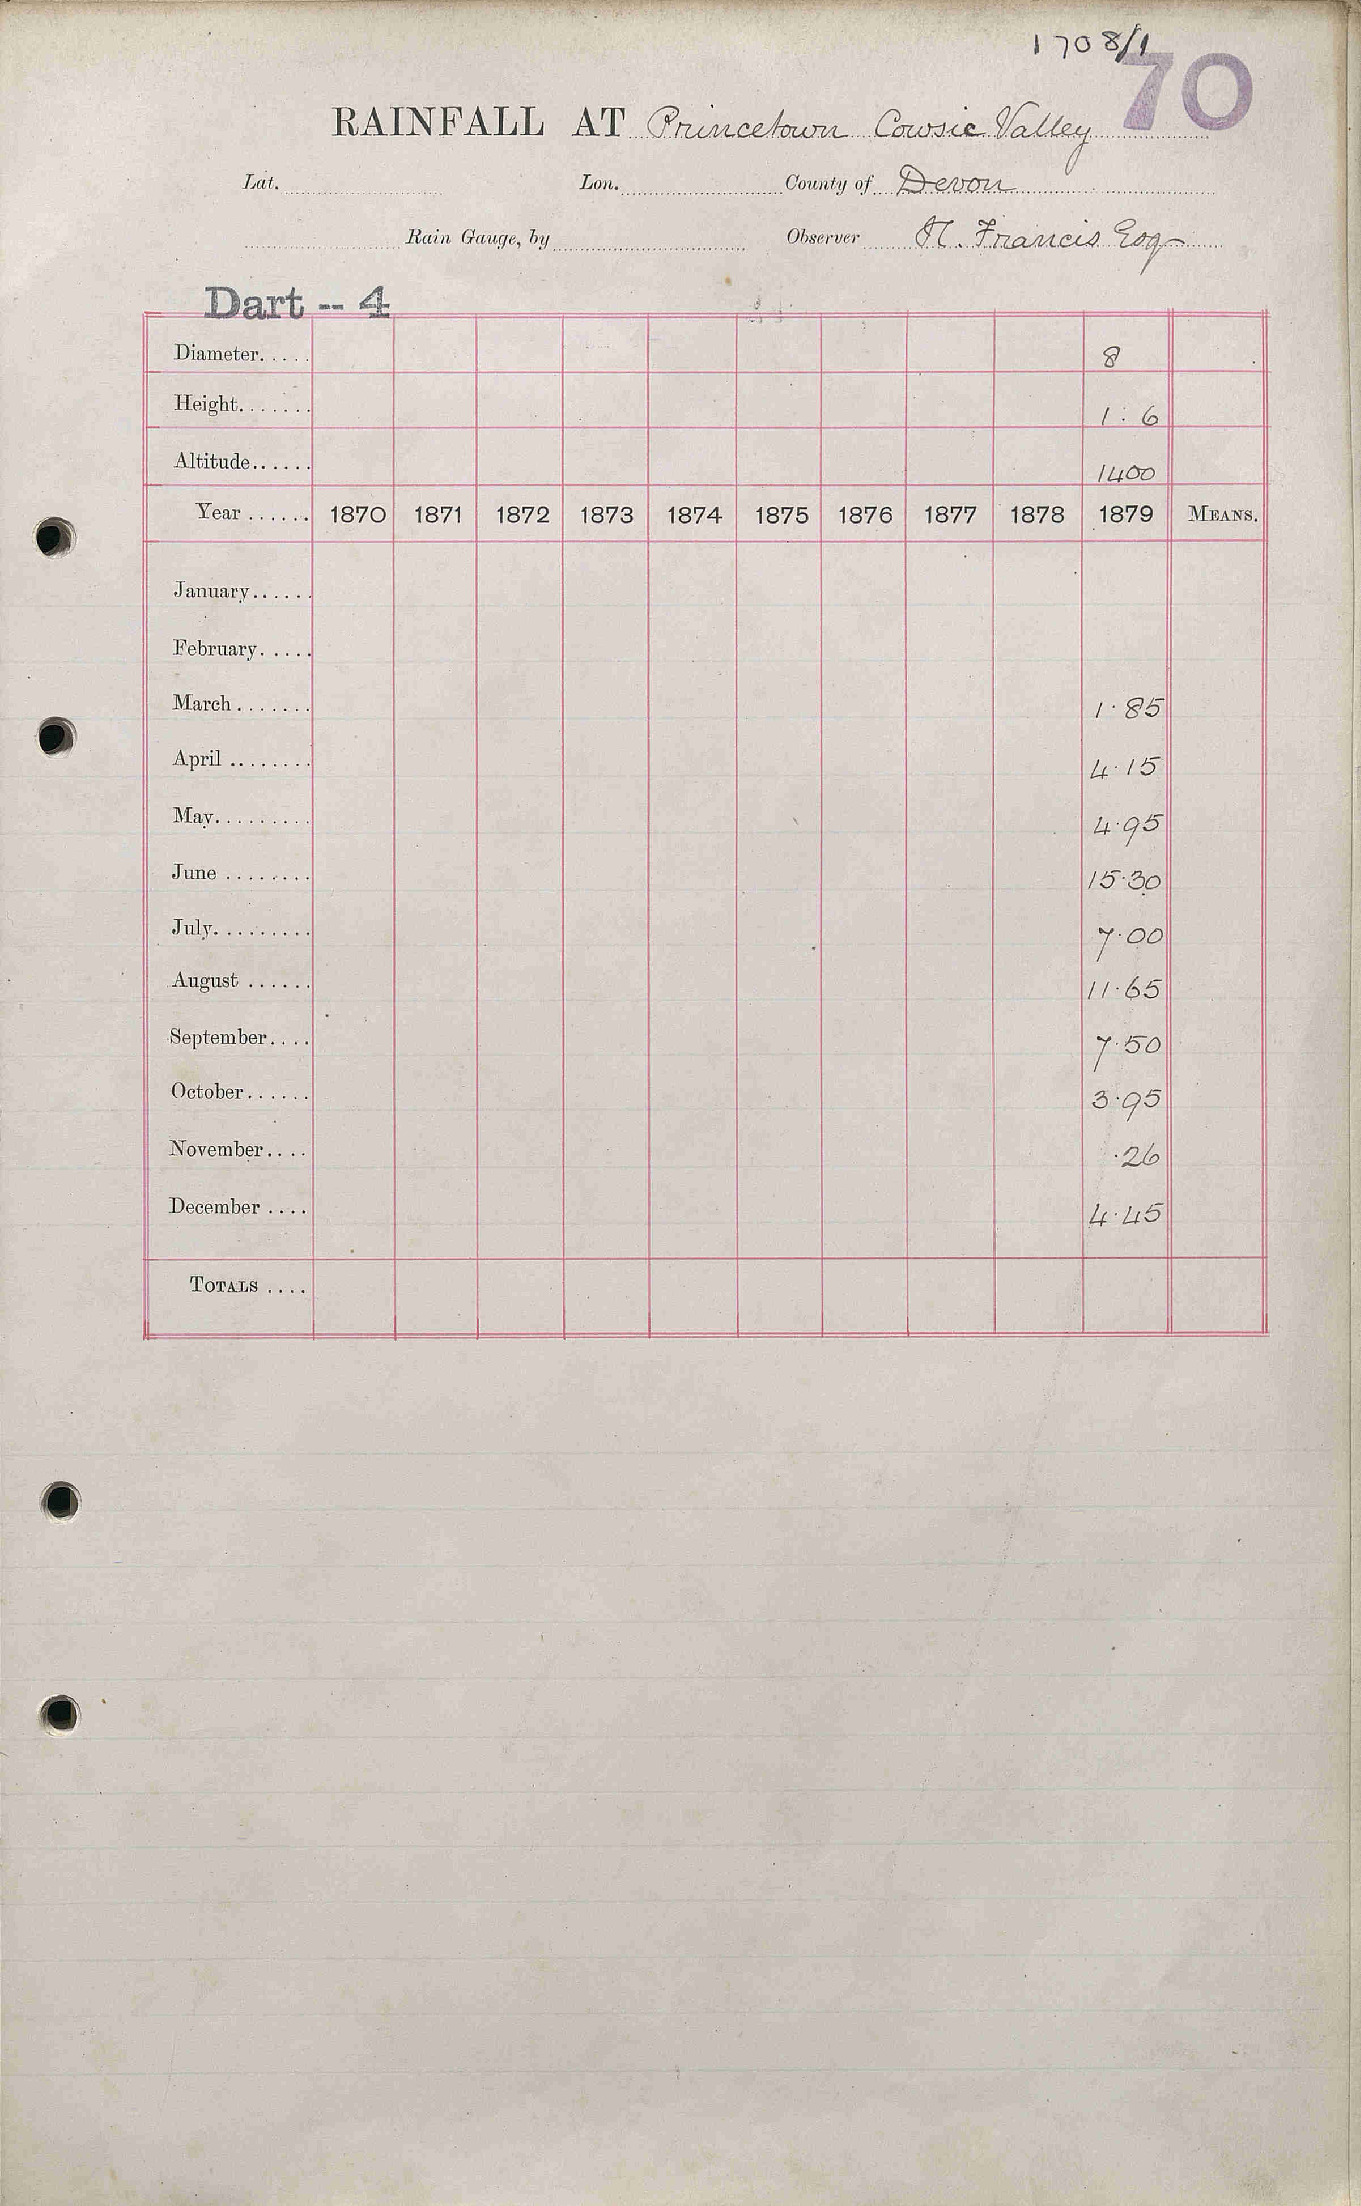 1708/1
70
RAINFALL AT Princetown Cowsic Valley
Lat. Lon. County of Devon
Rain Gauge, by Observer H. Francis Esq
Dart -- 4
Diameter..... 8
Height....... 1 : 6
Altitude...... 1400
Year ...... 1870 1871 1872 1873 1874 1875 1876 1877 1878 1879 MEANS.
January......
February.....
March....... 1.85
April ........ 4.15
May......... 4.95
June ........ 15.30
July......... 7.00
August ...... 11.65
September.... 7.50
October...... 3.95
November.... .26
December .... 4.45
TOTALS ....